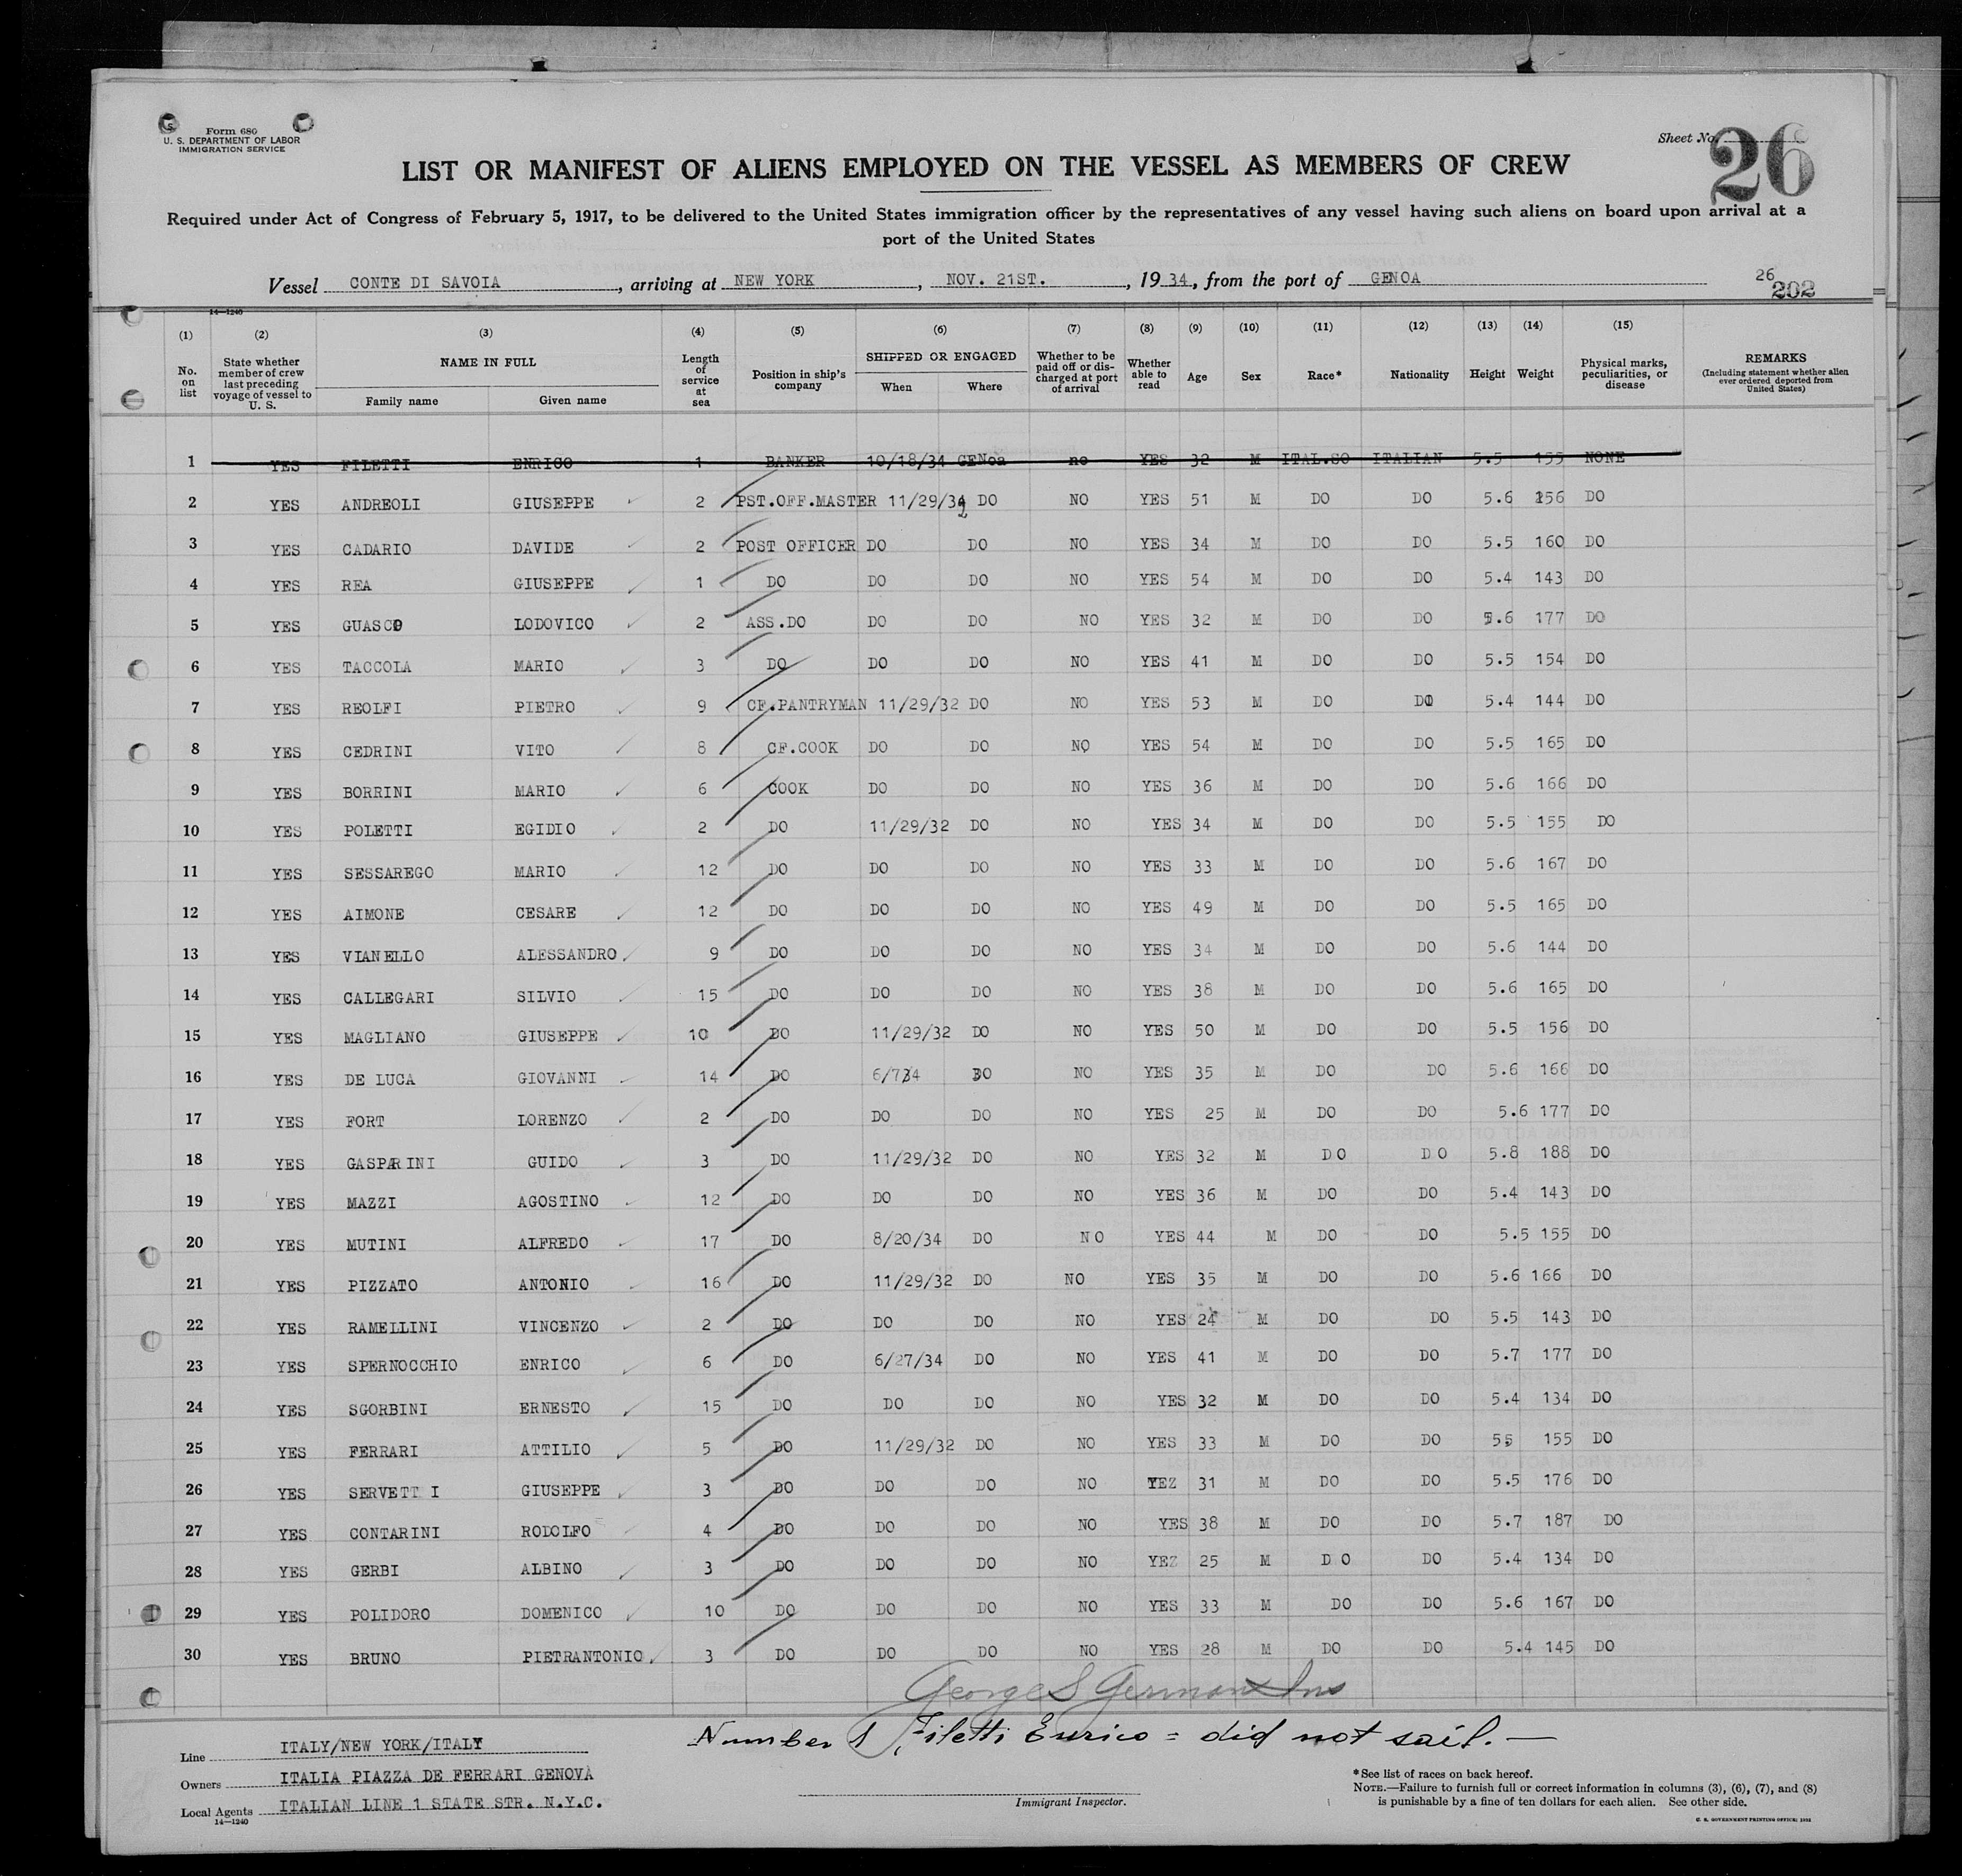 Form 680
U. S. DEPARTMENT OF LABOR
IMMIGRATION SERVICE
Sheet No. 26
LIST OR MANIFEST OF ALIENS EMPLOYED ON THE VESSEL AS MEMBERS OF CREW
Required under Act of Congress of February 5, 1917, to be delivered to the United States immigration officer by the representatives of any vessel having such aliens on board upon arrival at a
port of the United States
Vessel CONTE DI SAVOIA, arriving at NEW YORK, NOV. 21ST., 1934, from the port of GENOA
26
202
14—1240
(1) No. on list (2) State whether member of crew last preceding voyage of vessel to U. S. (3) NAME IN FULL Family name Given name (4) Length of service at sea (5) Position in ship's company (6) SHIPPED OR ENGAGED When Where (7) Whether to be paid off or discharged at port of arrival (8) Whether able to read (9) Age (10) Sex (11) Race* (12) Nationality (13) Height (14) Weight (15) Physical marks, peculiarities, or disease REMARKS (Including statement whether alien ever ordered deported from United States)
1 YES FILETTI ENRICO 1 BANKER 10/18/34 GENoa no YES 32 M ITAL.SO ITALIAN 5.5 155 NONE
2 YES ANDREOLI GIUSEPPE 2 PST.OFF.MASTER 11/29/32 DO NO YES 51 M DO DO 5.6 156 DO
3 YES CADARIO DAVIDE 2 POST OFFICER DO DO NO YES 34 M DO DO 5.5 160 DO
4 YES REA GIUSEPPE 1 DO DO DO NO YES 54 M DO DO 5.4 143 DO
5 YES GUASCO LODOVICO 2 ASS.DO DO DO NO YES 32 M DO DO 5.6 177 DO
6 YES TACCOLA MARIO 3 DO DO DO NO YES 41 M DO DO 5.5 154 DO
7 YES REOLFI PIETRO 9 CF.PANTRYMAN 11/29/32 DO NO YES 53 M DO DO 5.4 144 DO
8 YES CEDRINI VITO 8 CF.COOK DO DO NO YES 54 M DO DO 5.5 165 DO
9 YES BORRINI MARIO 6 COOK DO DO NO YES 36 M DO DO 5.6 166 DO
10 YES POLETTI EGIDIO 2 DO 11/29/32 DO NO YES 34 M DO DO 5.5 155 DO
11 YES SESSAREGO MARIO 12 DO DO DO NO YES 33 M DO DO 5.6 167 DO
12 YES AIMONE CESARE 12 DO DO DO NO YES 49 M DO DO 5.5 165 DO
13 YES VIANELLO ALESSANDRO 9 DO DO DO NO YES 34 M DO DO 5.6 144 DO
14 YES CALLEGARI SILVIO 15 DO DO DO NO YES 38 M DO DO 5.6 165 DO
15 YES MAGLIANO GIUSEPPE 10 DO 11/29/32 DO NO YES 50 M DO DO 5.5 156 DO
16 YES DE LUCA GIOVANNI 14 DO 6/734 DO NO YES 35 M DO DO 5.6 166 DO
17 YES FORT LORENZO 2 DO DO DO NO YES 25 M DO DO 5.6 177 DO
18 YES GASPARINI GUIDO 3 DO 11/29/32 DO NO YES 32 M DO DO 5.8 188 DO
19 YES MAZZI AGOSTINO 12 DO DO DO NO YES 36 M DO DO 5.4 143 DO
20 YES MUTINI ALFREDO 17 DO 8/20/34 DO NO YES 44 M DO DO 5.5 155 DO
21 YES PIZZATO ANTONIO 16 DO 11/29/32 DO NO YES 35 M DO DO 5.6 166 DO
22 YES RAMELLINI VINCENZO 2 DO DO DO NO YES 24 M DO DO 5.5 143 DO
23 YES SPERNOCCHIO ENRICO 6 DO 6/27/34 DO NO YES 41 M DO DO 5.7 177 DO
24 YES SGORBINI ERNESTO 15 DO DO DO NO YES 32 M DO DO 5.4 134 DO
25 YES FERRARI ATTILIO 5 DO 11/29/32 DO NO YES 33 M DO DO 55 155 DO
26 YES SERVETT I GIUSEPPE 3 DO DO DO NO YEZ 31 M DO DO 5.5 176 DO
27 YES CONTARINI RODOLFO 4 DO DO DO NO YES 38 M DO DO 5.7 187 DO
28 YES GERBI ALBINO 3 DO DO DO NO YEZ 25 M DO DO 5.4 134 DO
29 YES POLIDORO DOMENICO 10 DO DO DO NO YES 33 M DO DO 5.6 167 DO
30 YES BRUNO PIETRANTONIO 3 DO DO DO NO YES 28 M DO DO 5.4 145 DO
George S German Ins
Number 1 Filetti Enrico = did not sail.—
Line ITALY/NEW YORK/ITALY
Owners ITALIA PIAZZA DE FERRARI GENOVA
Local Agents ITALIAN LINE 1 STATE STR. N.Y.C.
14—1240
Immigrant Inspector.
*See list of races on back hereof.
NOTE.—Failure to furnish full or correct information in columns (3), (6), (7), and (8)
is punishable by a fine of ten dollars for each alien. See other side.
U. S. GOVERNMENT PRINTING OFFICE: 1932